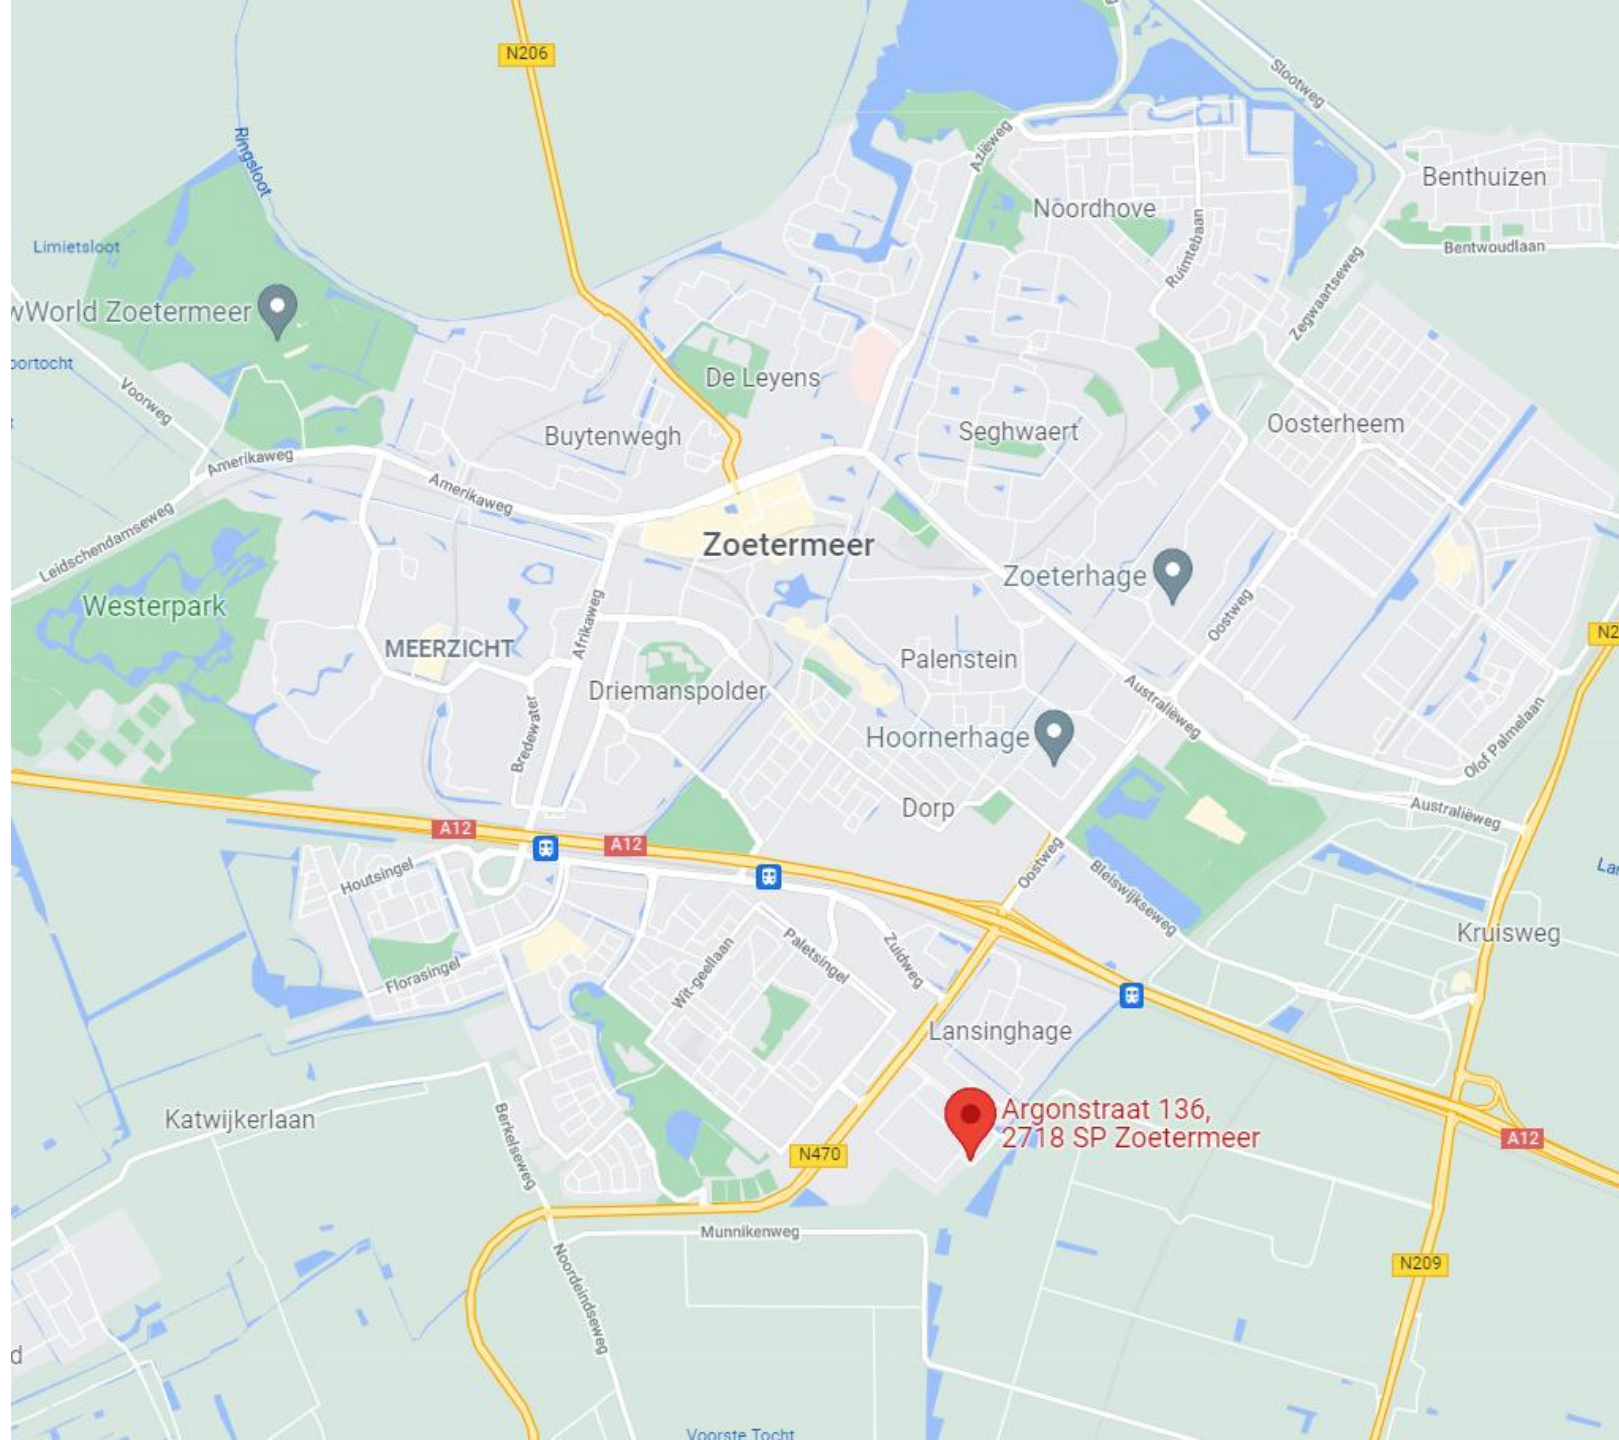 N206
Slootweg
Aziëweg
Ringsloot
Benthuizen
Noordhove
Limietsloot
Ruimtebaan
Bentwoudlaan
Zegwaartseweg
wWorld Zoetermeer
oortocht
De Leyens
Voorweg
Seghwaert
Oosterheem
Buytenwegh
Amerikaweg
Amerikaweg
Leidschendamseweg
Zoetermeer
Zoeterhage
Westerpark
Afrikaweg
Oostweg
N2
MEERZICHT
Palenstein
Driemanspolder
Australiëweg
Bredewater
Hoornerhage
Olof Palmelaan
Dorp
Australiëweg
A12
A12
Oostweg
Houtsingel
Bleiswijkseweg
La
Kruisweg
Wit-geellaan
Paletsingel
Zuidweg
Florasingel
Lansinghage
Katwijkerlaan
Berkelseweg
Argonstraat 136,
2718 SP Zoetermeer
A12
N470
Munnikenweg
Noordeindseweg
N209
d
Voorste Tocht